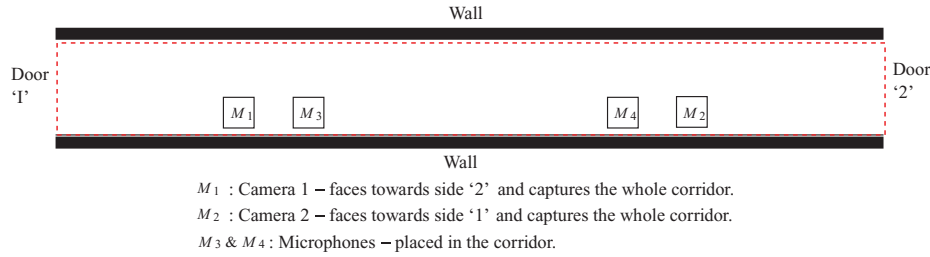 Wall
Door
‘1’
Door
‘2’
M1 M3 M4 M2
Wall
M1 : Camera 1 – faces towards side ‘2’ and captures the whole corridor.
M2 : Camera 2 – faces towards side ‘1’ and captures the whole corridor.
M3 & M4 : Microphones – placed in the corridor.